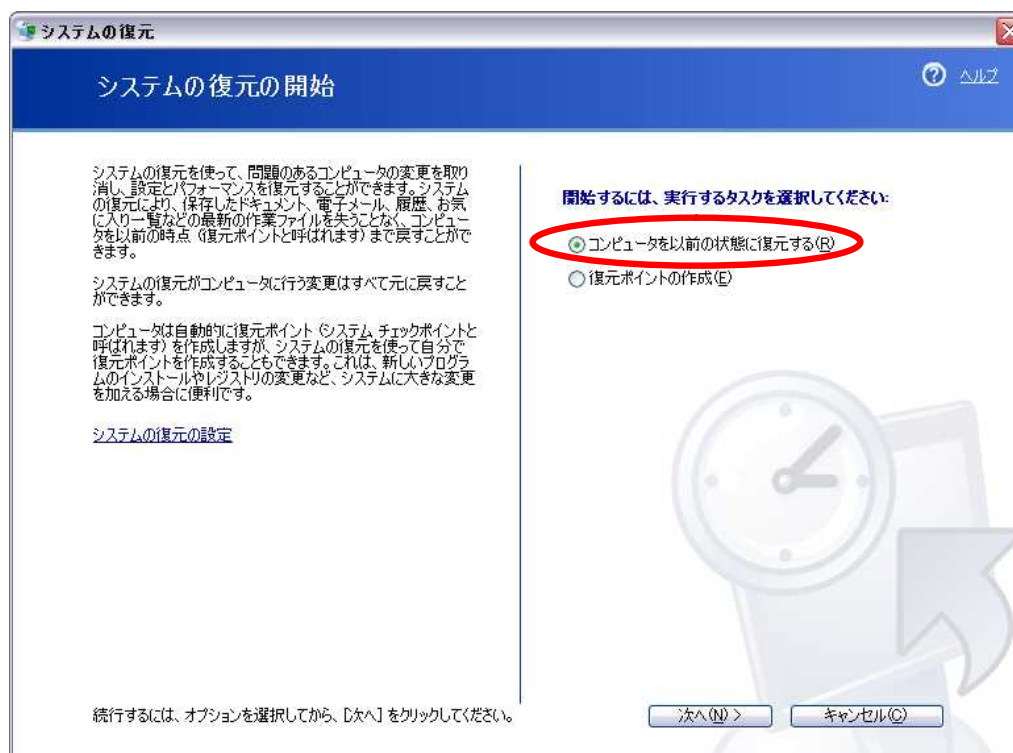 システムの復元
システムの復元の開始
ヘルプ
システムの復元を使って、問題のあるコンピュータの変更を取り
消し、設定とパフォーマンスを復元することができます。システム
の復元により、保存したドキュメント、電子メール、履歴、お気
に入り一覧などの最新の作業ファイルを失うことなく、コンピュー
タを以前の時点 (復元ポイントと呼ばれます) まで戻すことがで
きます。
システムの復元がコンピュータに行う変更はすべて元に戻すこと
ができます。
コンピュータは自動的に復元ポイント (システム チェックポイントと
呼ばれます) を作成しますが、システムの復元を使って自分で
復元ポイントを作成することもできます。これは、新しいプログラ
ムのインストールやレジストリの変更など、システムに大きな変更
を加える場合に便利です。
システムの復元の設定
開始するには、実行するタスクを選択してください:
コンピュータを以前の状態に復元する(R)
復元ポイントの作成(E)
続行するには、オプションを選択してから、[次へ] をクリックしてください。
次へ(N) >
キャンセル(C)